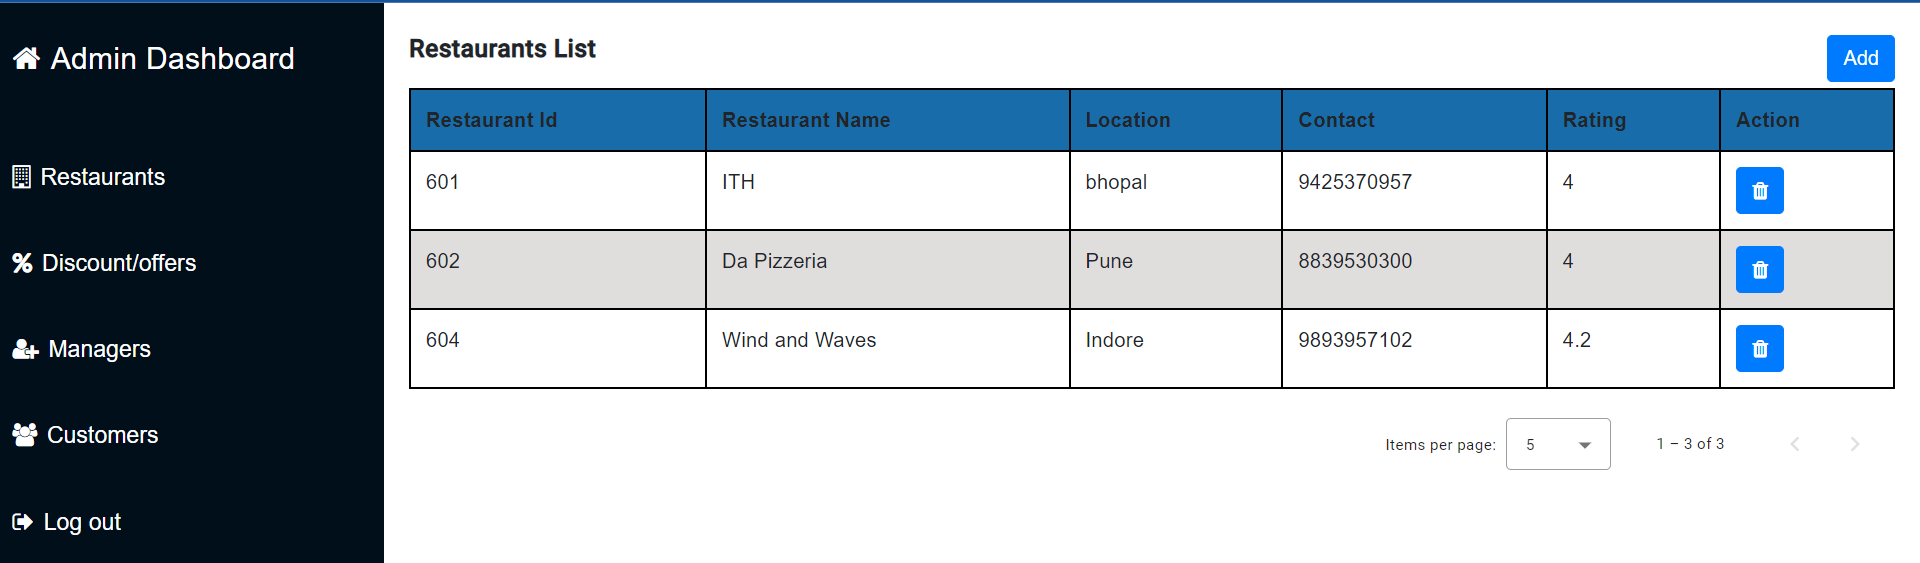 Admin Dashboard
Restaurants
Discount/offers
Managers
Customers
Log out
Restaurants List
Add
Restaurant Id Restaurant Name Location Contact Rating Action
601 ITH bhopal 9425370957 4
602 Da Pizzeria Pune 8839530300 4
604 Wind and Waves Indore 9893957102 4.2
Items per page: 5 1 – 3 of 3